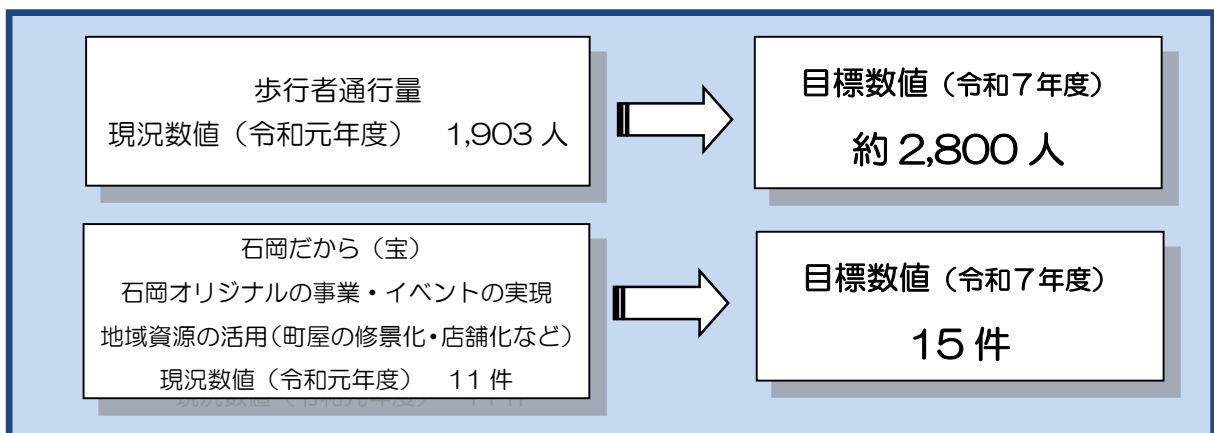 歩行者通行量
現況数値（令和元年度）　1,903 人
目標数値（令和７年度）
約 2,800 人
石岡だから（宝）
石岡オリジナルの事業・イベントの実現
地域資源の活用（町屋の修景化・店舗化など）
現況数値（令和元年度）　11 件
目標数値（令和７年度）
15 件